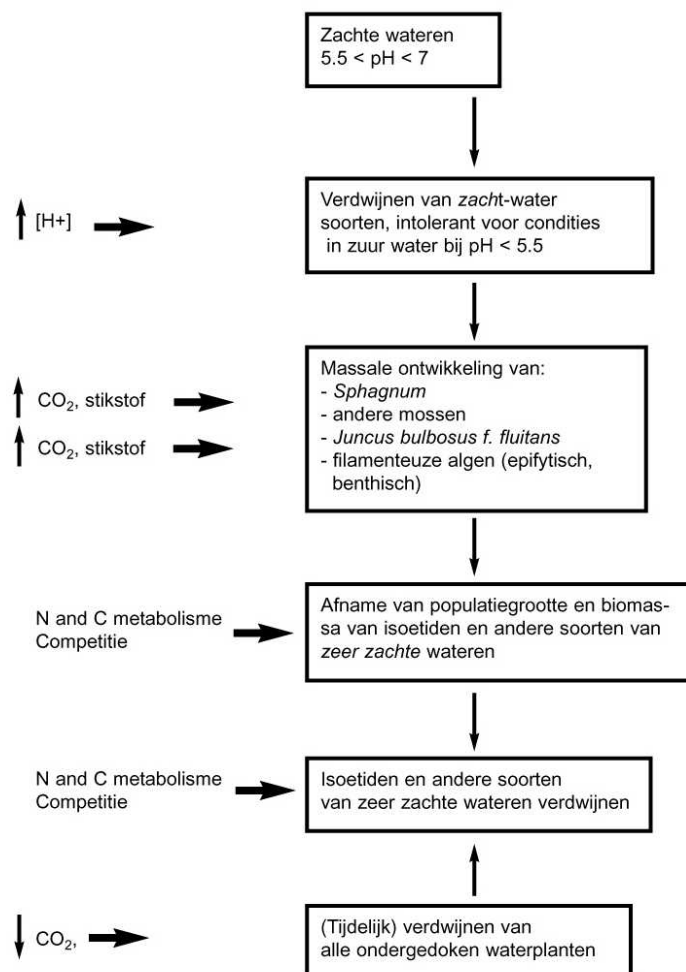 Zachte wateren
5.5 < pH < 7
[H+]
Verdwijnen van zacht-water
soorten, intolerant voor condities
in zuur water bij pH < 5.5
CO₂, stikstof
CO₂, stikstof
Massale ontwikkeling van:
- Sphagnum
- andere mossen
- Juncus bulbosus f. fluitans
- filamenteuze algen (epifytisch,
benthisch)
N and C metabolisme
Competitie
Afname van populatiegrootte en biomas-
sa van isoetiden en andere soorten van
zeer zachte wateren
N and C metabolisme
Competitie
Isoetiden en andere soorten
van zeer zachte wateren verdwijnen
CO₂,
(Tijdelijk) verdwijnen van
alle ondergedoken waterplanten